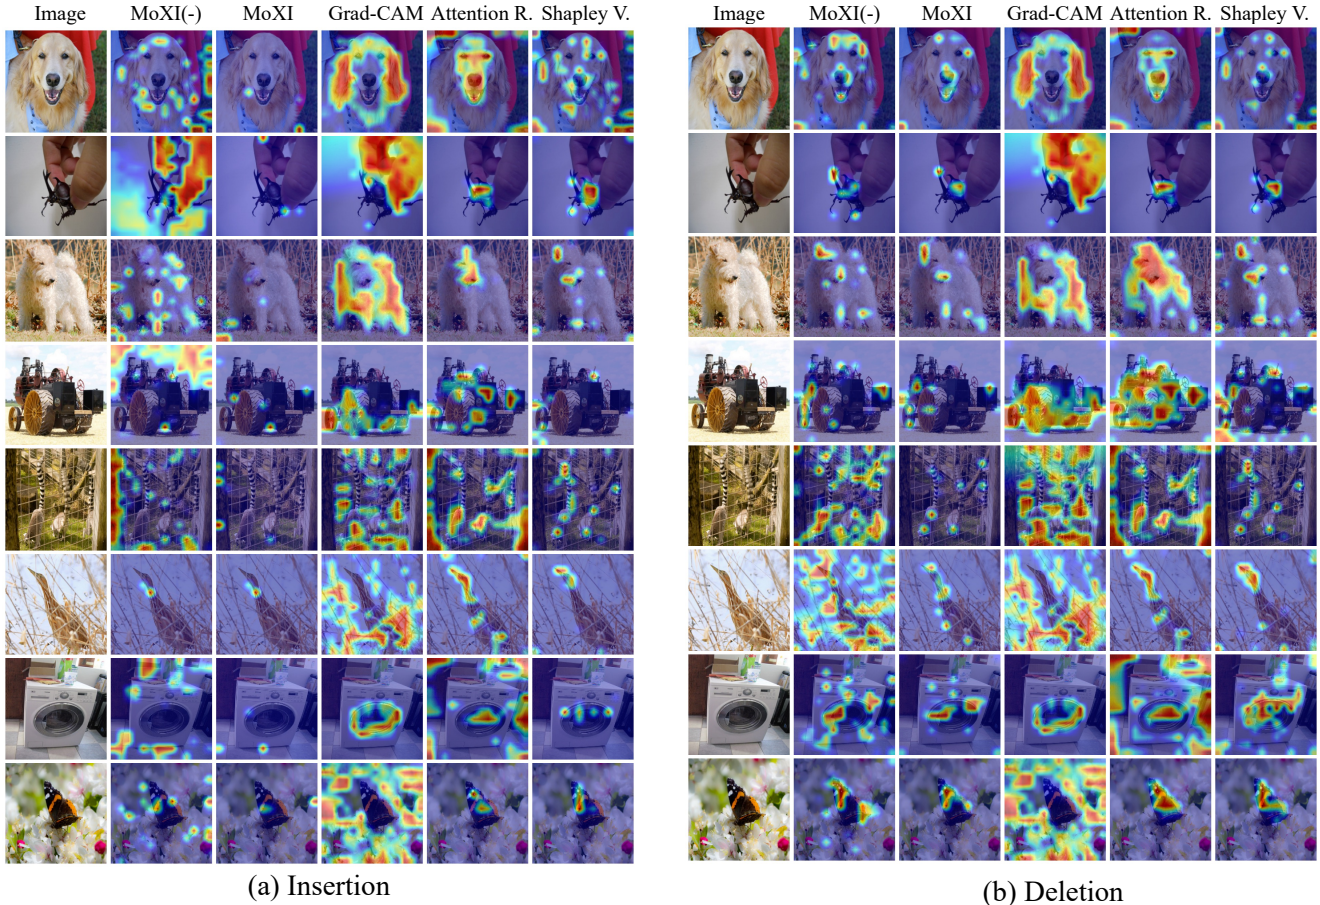 Image MoXI(-) MoXI Grad-CAM Attention R. Shapley V.
Image MoXI(-) MoXI Grad-CAM Attention R. Shapley V.
(a) Insertion
(b) Deletion